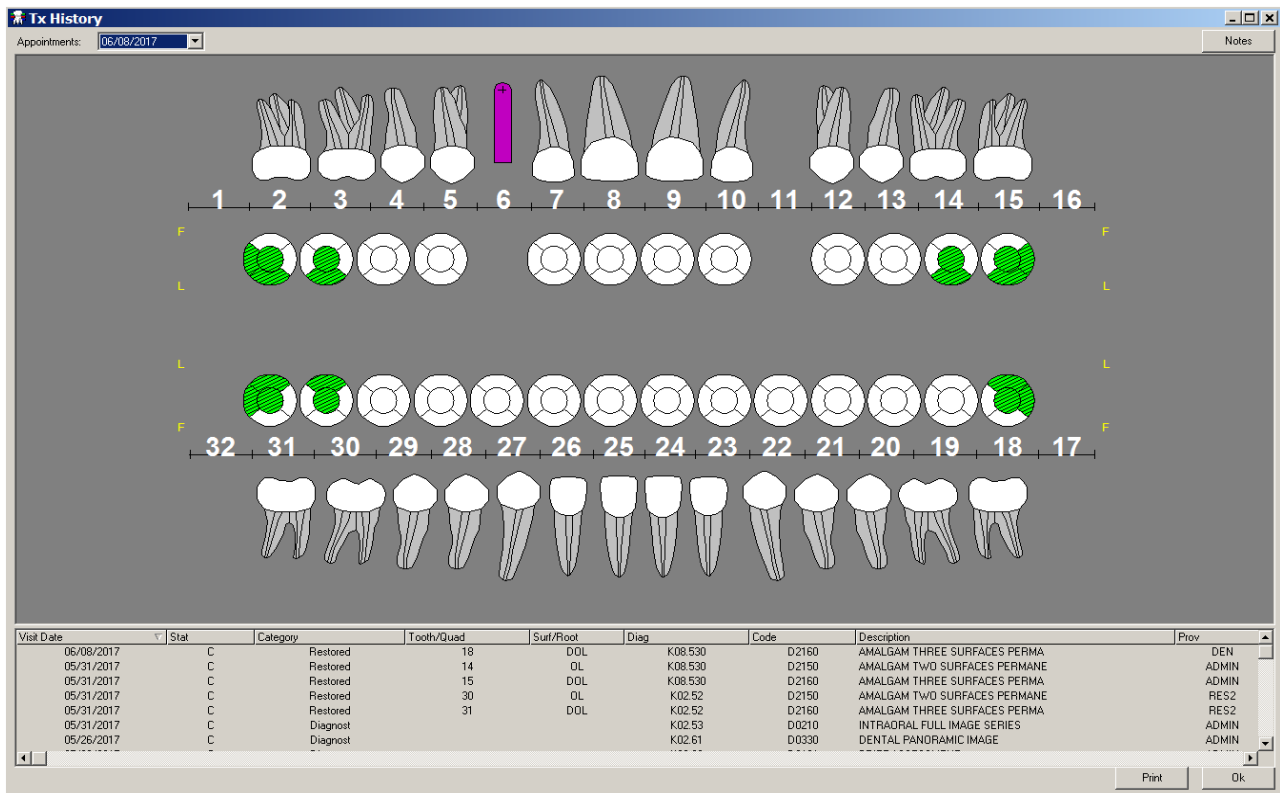 Tx History
Appointments: 06/08/2017 Notes
1 2 3 4 5 6 7 8 9 10 11 12 13 14 15 16
F F
L L
L L
F F
32 31 30 29 28 27 26 25 24 23 22 21 20 19 18 17
Visit Date Stat Category Tooth/Quad Surf/Root Diag Code Description Prov
06/08/2017 C Restored 18 DOL K08.530 D2160 AMALGAM THREE SURFACES PERMA DEN
05/31/2017 C Restored 14 OL K08.530 D2150 AMALGAM TWO SURFACES PERMANE ADMIN
05/31/2017 C Restored 15 DOL K08.530 D2160 AMALGAM THREE SURFACES PERMA ADMIN
05/31/2017 C Restored 30 OL K02.52 D2150 AMALGAM TWO SURFACES PERMANE RES2
05/31/2017 C Restored 31 DOL K02.52 D2160 AMALGAM THREE SURFACES PERMA RES2
05/31/2017 C Diagnost K02.53 D0210 INTRAORAL FULL IMAGE SERIES ADMIN
05/26/2017 C Diagnost K02.61 D0330 DENTAL PANORAMIC IMAGE ADMIN
Print Ok